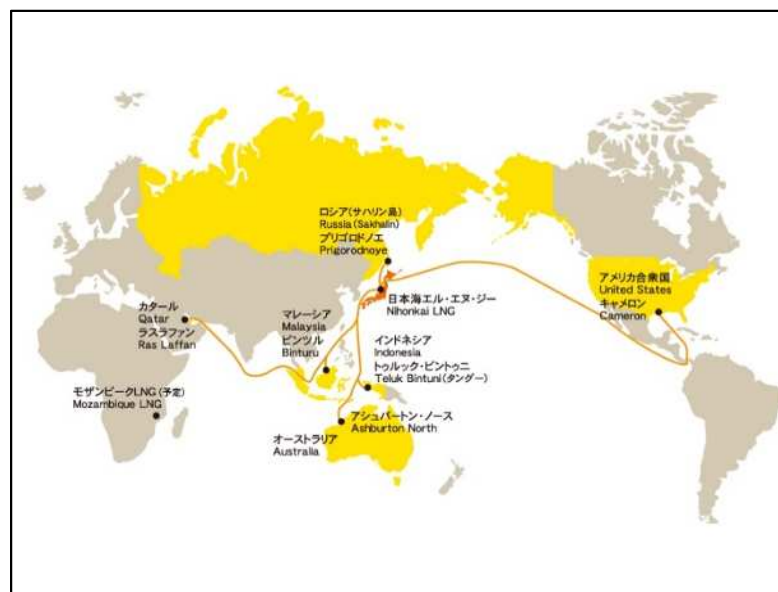 ロシア(サハリン島)
Russia(Sakhalin)
プリゴロドノエ
Prigorodnoye
アメリカ合衆国
United States
キャメロン
Cameron
日本海エル・エヌ・ジー
Nihonkai LNG
カタール
Qatar
ラスラファン
Ras Laffan
マレーシア
Malaysia
ビンツル
Binturu
インドネシア
Indonesia
トゥルック・ビントゥニ
Teluk Bintuni(タングー)
モザンビークLNG(予定)
Mozambique LNG
アシュバートン・ノース
Ashburton North
オーストラリア
Australia